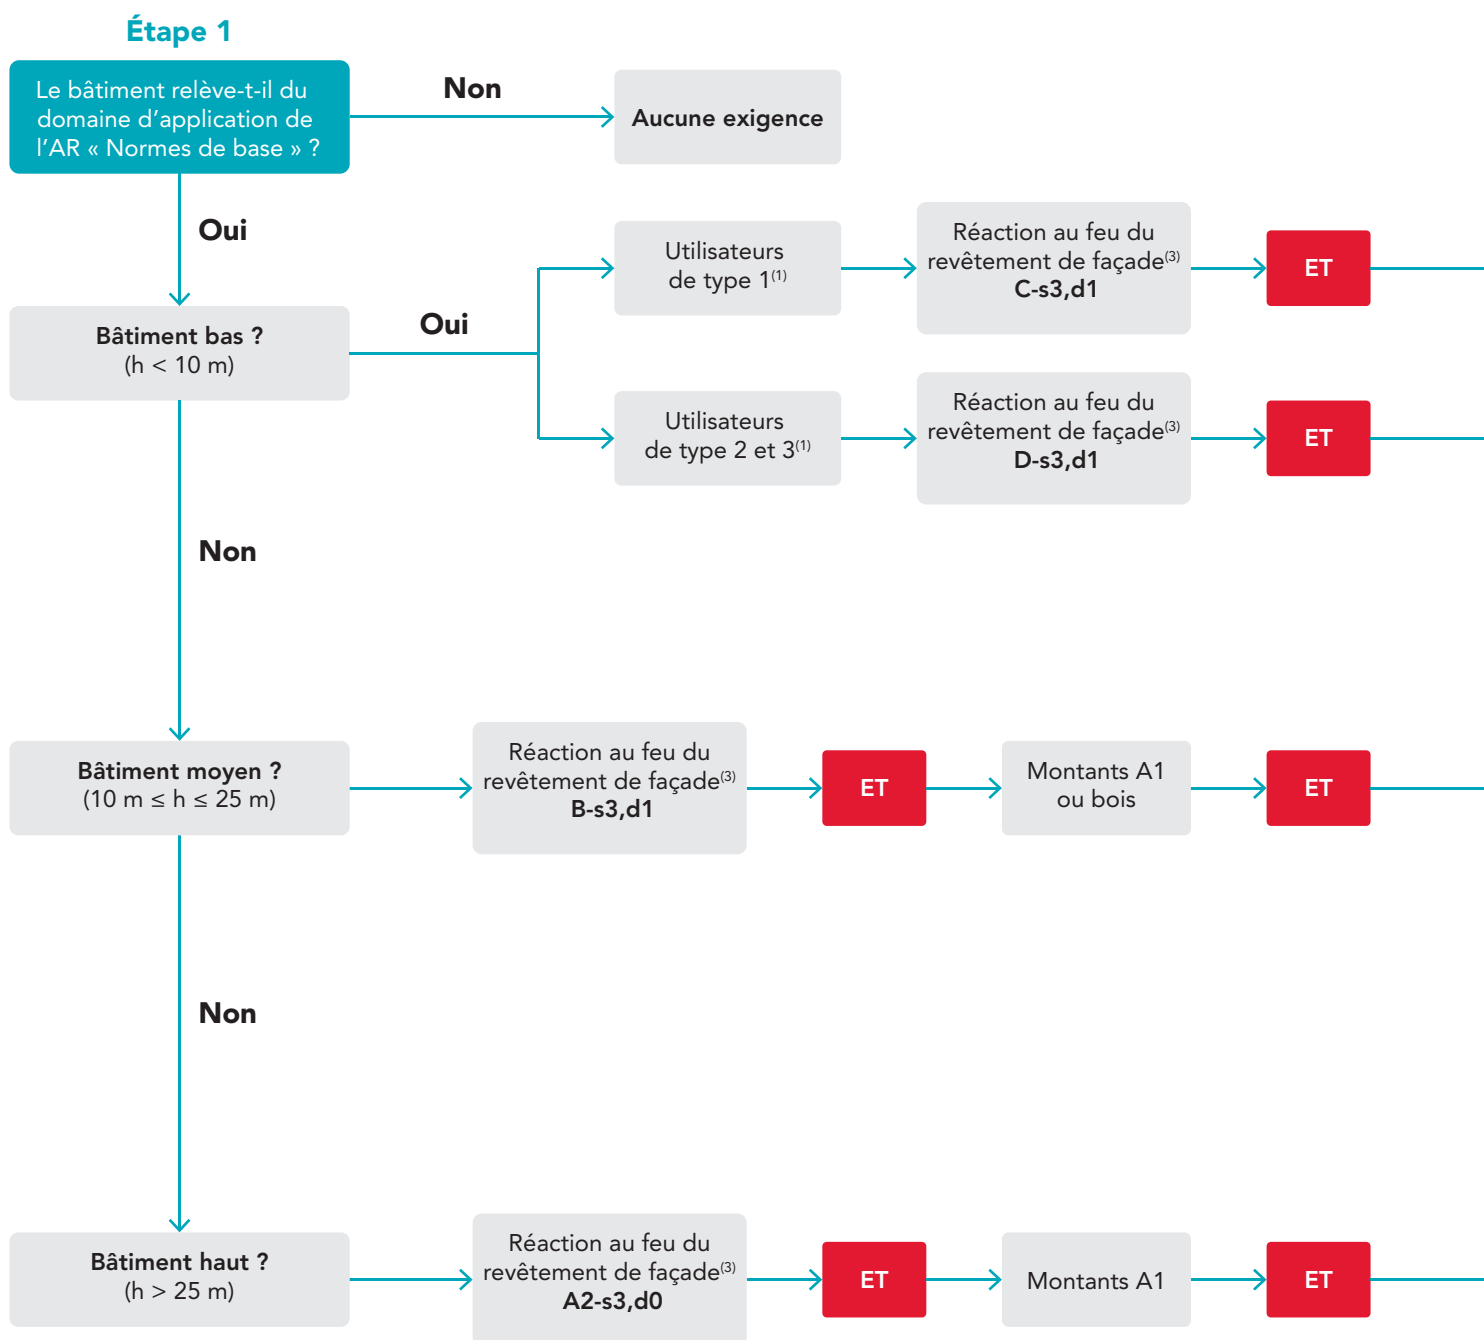 Étape 1
Le bâtiment relève-t-il du
domaine d’application de
l’AR « Normes de base » ?
Non
Aucune exigence
Oui
Bâtiment bas ?
(h < 10 m)
Oui
Utilisateurs
de type 1(1)
Réaction au feu du
revêtement de façade(3)
C-s3,d1
ET
Utilisateurs
de type 2 et 3(1)
Réaction au feu du
revêtement de façade(3)
D-s3,d1
ET
Non
Bâtiment moyen ?
(10 m ≤ h ≤ 25 m)
Réaction au feu du
revêtement de façade(3)
B-s3,d1
ET
Montants A1
ou bois
ET
Non
Bâtiment haut ?
(h > 25 m)
Réaction au feu du
revêtement de façade(3)
A2-s3,d0
ET
Montants A1
ET